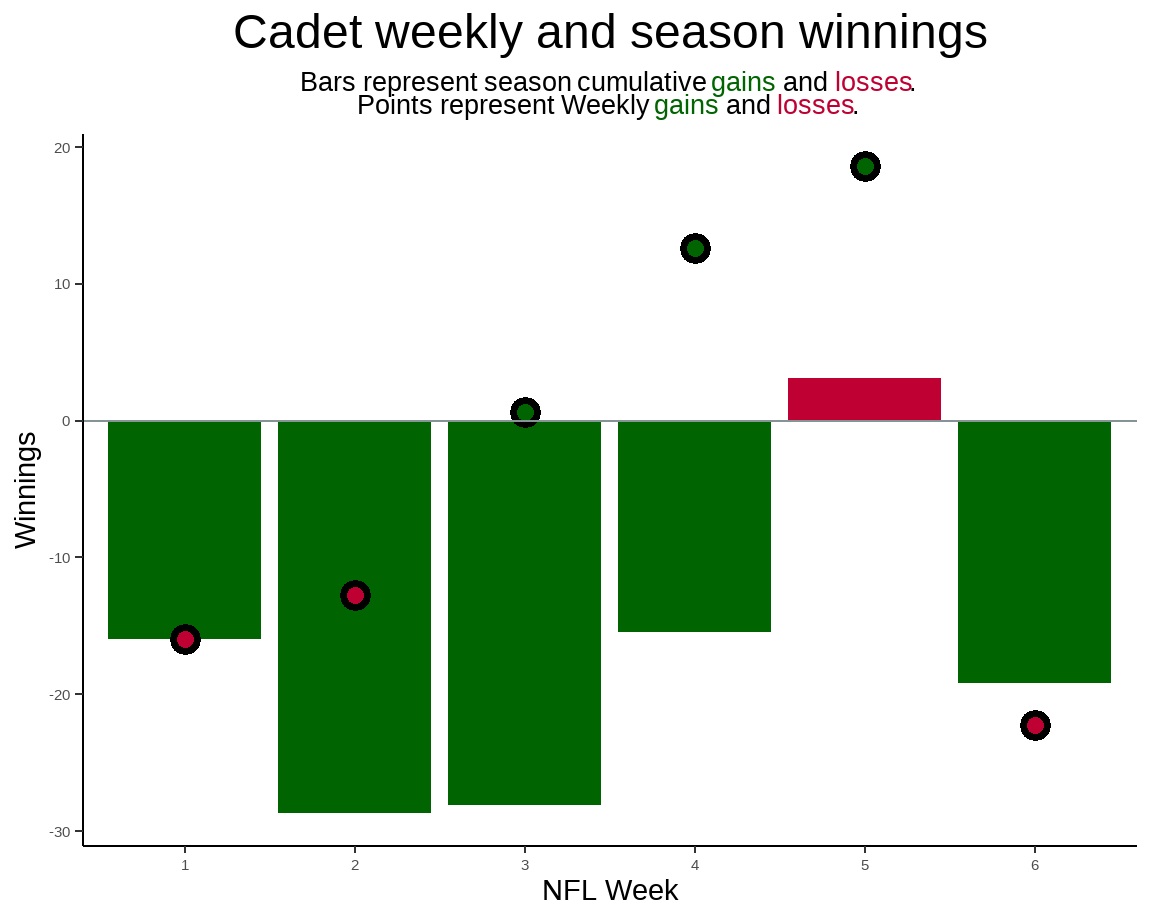 Cadet weekly and season winnings
Bars represent season cumulative gains and losses.
Points represent Weekly gains and losses.
20
10
0
-10
-20
-30
Winnings
1 2 3 4 5 6
NFL Week